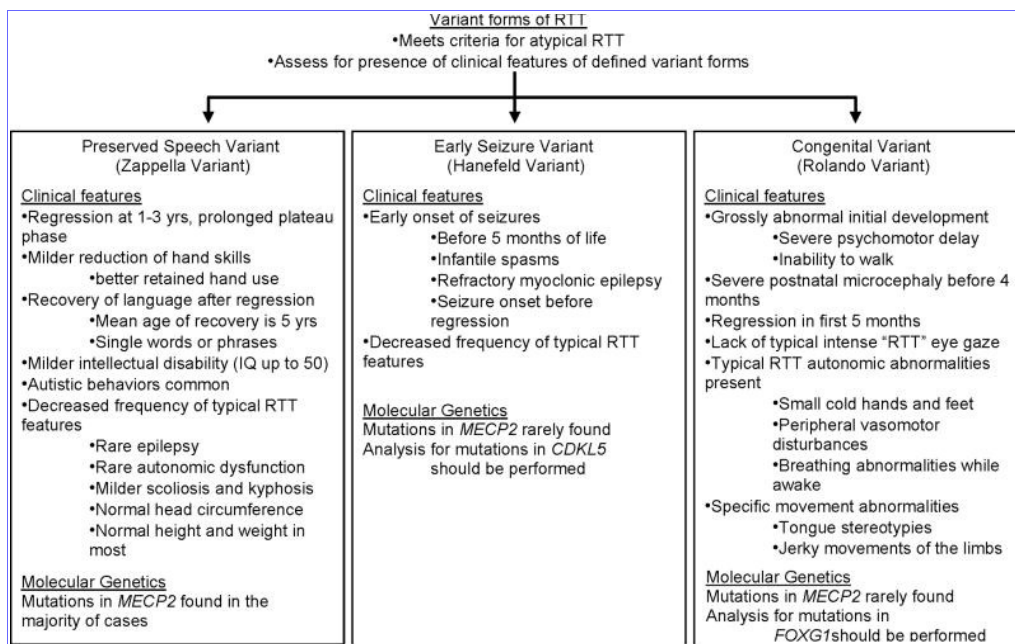 Variant forms of RTT
•Meets criteria for atypical RTT
•Assess for presence of clinical features of defined variant forms
Preserved Speech Variant
(Zappella Variant)
Clinical features
•Regression at 1-3 yrs, prolonged plateau
phase
•Milder reduction of hand skills
•better retained hand use
•Recovery of language after regression
•Mean age of recovery is 5 yrs
•Single words or phrases
•Milder intellectual disability (IQ up to 50)
•Autistic behaviors common
•Decreased frequency of typical RTT
features
•Rare epilepsy
•Rare autonomic dysfunction
•Milder scoliosis and kyphosis
•Normal head circumference
•Normal height and weight in
most
Molecular Genetics
Mutations in MECP2 found in the
majority of cases
Early Seizure Variant
(Hanefeld Variant)
Clinical features
•Early onset of seizures
•Before 5 months of life
•Infantile spasms
•Refractory myoclonic epilepsy
•Seizure onset before
regression
•Decreased frequency of typical RTT
features
Molecular Genetics
Mutations in MECP2 rarely found
Analysis for mutations in CDKL5
should be performed
Congenital Variant
(Rolando Variant)
Clinical features
•Grossly abnormal initial development
•Severe psychomotor delay
•Inability to walk
•Severe postnatal microcephaly before 4
months
•Regression in first 5 months
•Lack of typical intense “RTT” eye gaze
•Typical RTT autonomic abnormalities
present
•Small cold hands and feet
•Peripheral vasomotor
disturbances
•Breathing abnormalities while
awake
•Specific movement abnormalities
•Tongue stereotypies
•Jerky movements of the limbs
Molecular Genetics
Mutations in MECP2 rarely found
Analysis for mutations in
FOXG1should be performed